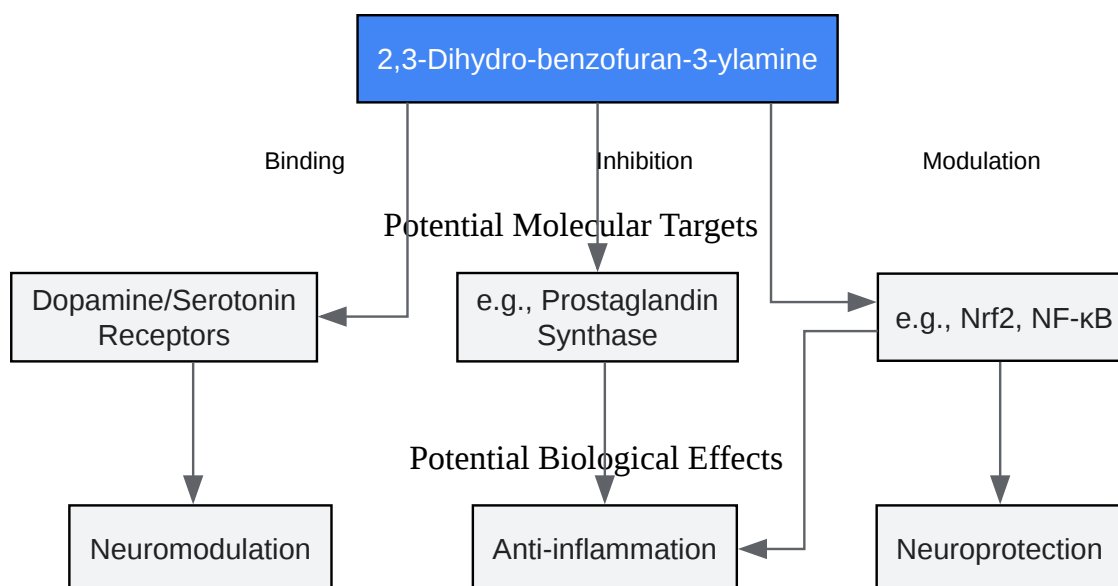 2,3-Dihydro-benzofuran-3-ylamine
Binding
Inhibition
Modulation
Potential Molecular Targets
Dopamine/Serotonin
Receptors
e.g., Prostaglandin
Synthase
e.g., Nrf2, NF-κB
Potential Biological Effects
Neuromodulation
Anti-inflammation
Neuroprotection